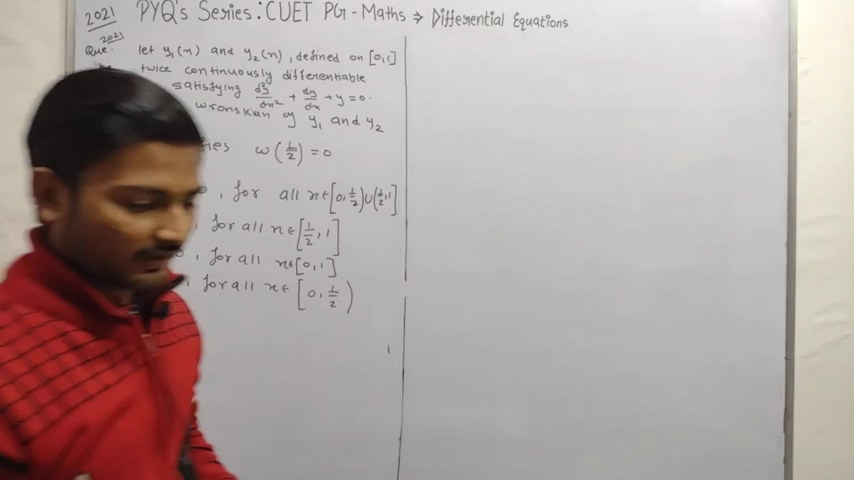 2021 PYQ's Series: CUET PG - Maths → Differential Equations
2021
Que. let y₁(x) and y₂(x), defined on [0,1]
twice continuously differentiable
satisfying d²y/dx² + dy/dx + y = 0.
wronskian of y₁ and y₂
w(1/2) = 0
, for all x∈[0,1/2)∪(1/2,1]
, for all x∈[1/2,1]
, for all x∈[0,1]
, for all x∈[0,1/2)